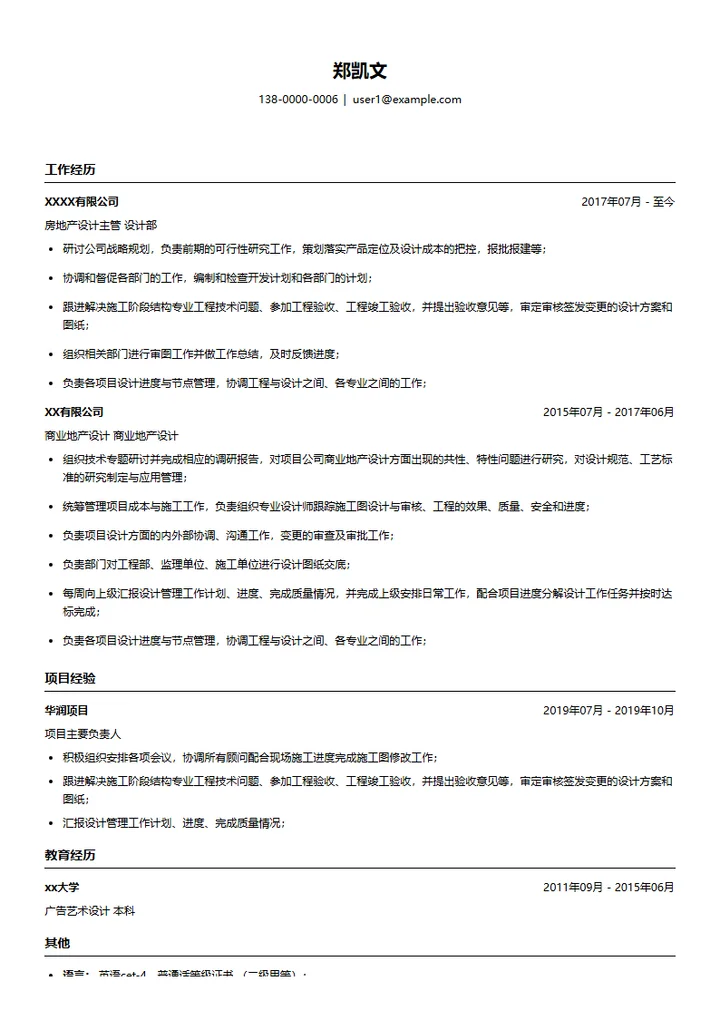 郑凯文
138-0000-0006 | user1@example.com
工作经历
XXXX有限公司 2017年07月 - 至今
房地产设计主管 设计部
• 研讨公司战略规划，负责前期的可行性研究工作，策划落实产品定位及设计成本的把控，报批报建等；
• 协调和督促各部门的工作，编制和检查开发计划和各部门的计划；
• 跟进解决施工阶段结构专业工程技术问题、参加工程验收、工程竣工验收，并提出验收意见等，审定审核签发变更的设计方案和
图纸；
• 组织相关部门进行审图工作并做工作总结，及时反馈进度；
• 负责各项目设计进度与节点管理，协调工程与设计之间、各专业之间的工作；
XX有限公司 2015年07月 - 2017年06月
商业地产设计 商业地产设计
• 组织技术专题研讨并完成相应的调研报告，对项目公司商业地产设计方面出现的共性、特性问题进行研究，对设计规范、工艺标
准的研究制定与应用管理；
• 统筹管理项目成本与施工工作，负责组织专业设计师跟踪施工图设计与审核、工程的效果、质量、安全和进度；
• 负责项目设计方面的内外部协调、沟通工作，变更的审查及审批工作；
• 负责部门对工程部、监理单位、施工单位进行设计图纸交底；
• 每周向上级汇报设计管理工作计划、进度、完成质量情况，并完成上级安排日常工作，配合项目进度分解设计工作任务并按时达
标完成；
• 负责各项目设计进度与节点管理，协调工程与设计之间、各专业之间的工作；
项目经验
华润项目 2019年07月 - 2019年10月
项目主要负责人
• 积极组织安排各项会议，协调所有顾问配合现场施工进度完成施工图修改工作；
• 跟进解决施工阶段结构专业工程技术问题、参加工程验收、工程竣工验收，并提出验收意见等，审定审核签发变更的设计方案和
图纸；
• 汇报设计管理工作计划、进度、完成质量情况；
教育经历
xx大学 2011年09月 - 2015年06月
广告艺术设计 本科
其他
• 语言： 英语cet-4、普通话等级证书 （二级甲等）；